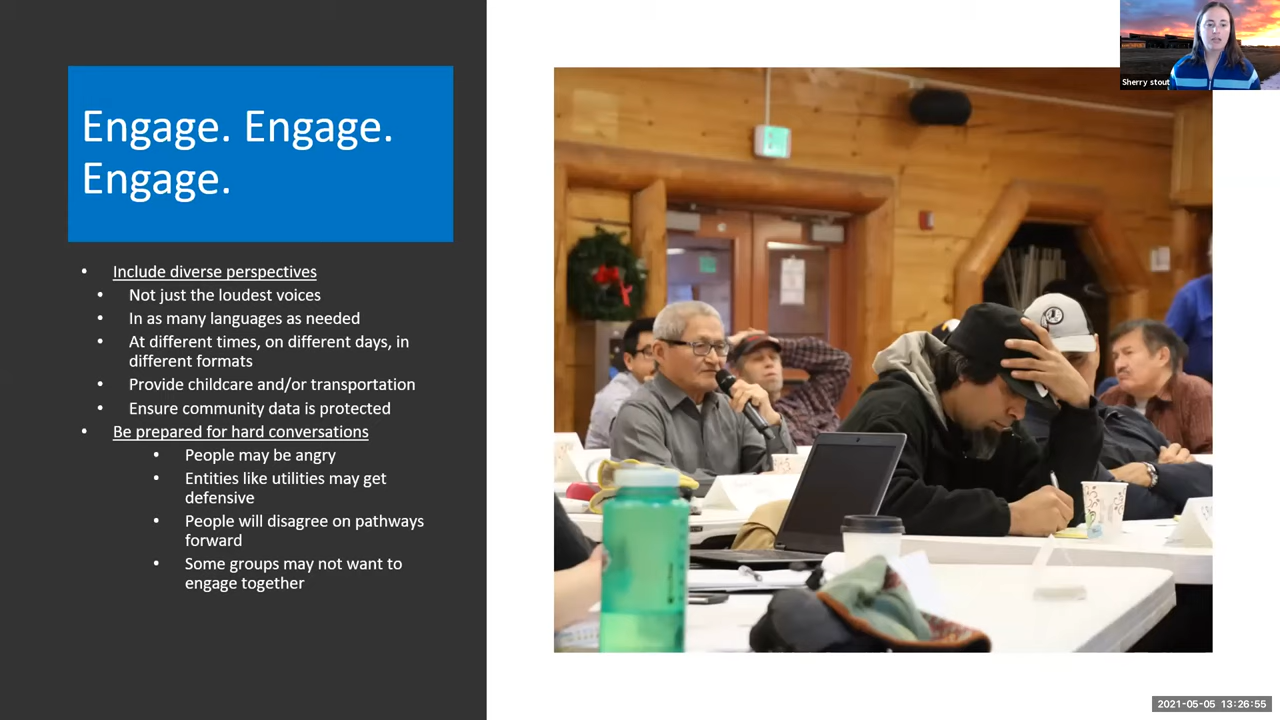 Engage. Engage.
Engage.
• Include diverse perspectives
• Not just the loudest voices
• In as many languages as needed
• At different times, on different days, in
different formats
• Provide childcare and/or transportation
• Ensure community data is protected
• Be prepared for hard conversations
• People may be angry
• Entities like utilities may get
defensive
• People will disagree on pathways
forward
• Some groups may not want to
engage together
Sherry stout
2021-05-05 13:26:55